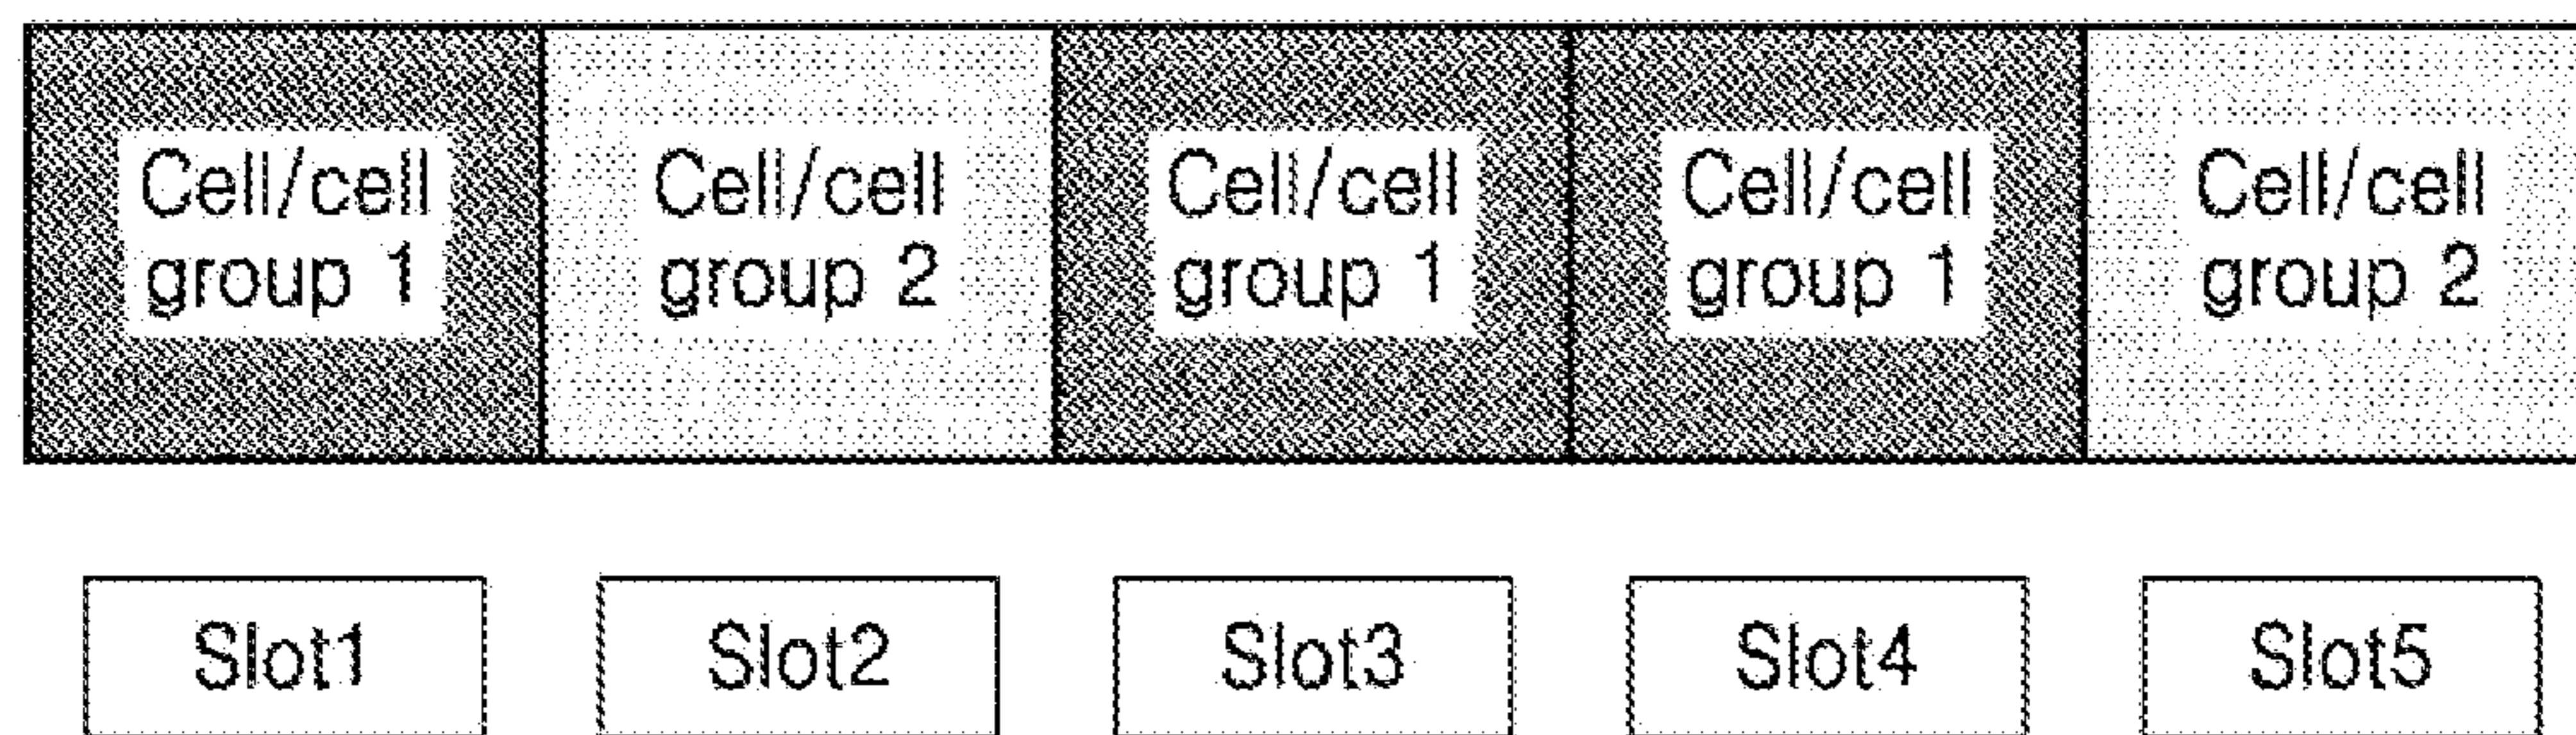 Cell/cell
group 1
Cell/cell
group 2
Cell/cell
group 1
Cell/cell
group 1
Cell/cell
group 2
Slot1
Slot2
Slot3
Slot4
Slot5